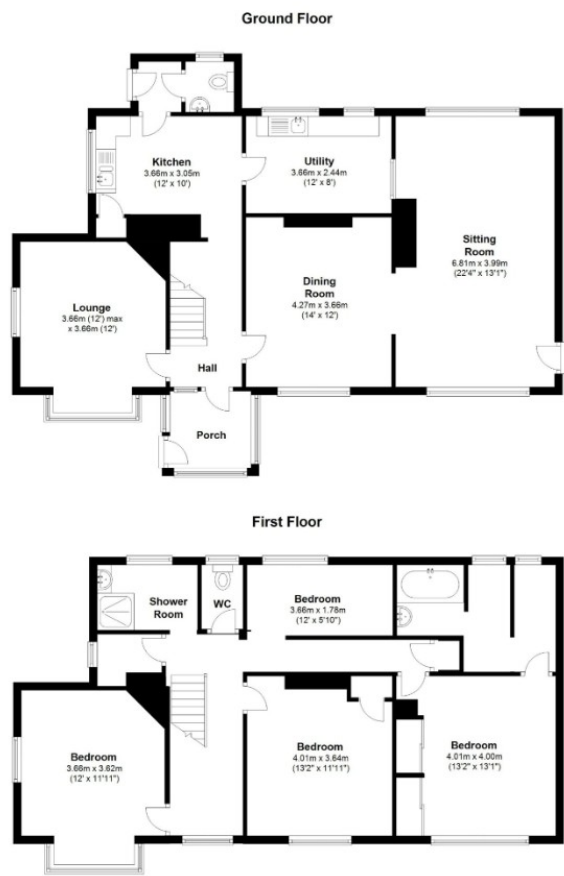 Ground Floor
Kitchen
3.66m x 3.05m
(12' x 10')
Utility
3.66m x 2.44m
(12' x 8')
Sitting
Room
6.81m x 3.99m
(22'4" x 13'1")
Lounge
3.66m (12') max
x 3.66m (12')
Dining
Room
4.27m x 3.66m
(14' x 12')
Hall
Porch
First Floor
Shower
Room
WC
Bedroom
3.66m x 1.78m
(12' x 5'10")
Bedroom
3.66m x 3.62m
(12' x 11'11")
Bedroom
4.01m x 3.64m
(13'2" x 11'11")
Bedroom
4.01m x 4.00m
(13'2" x 13'1")